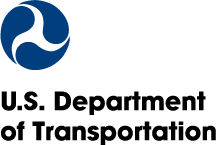 U.S. Department
of Transportation